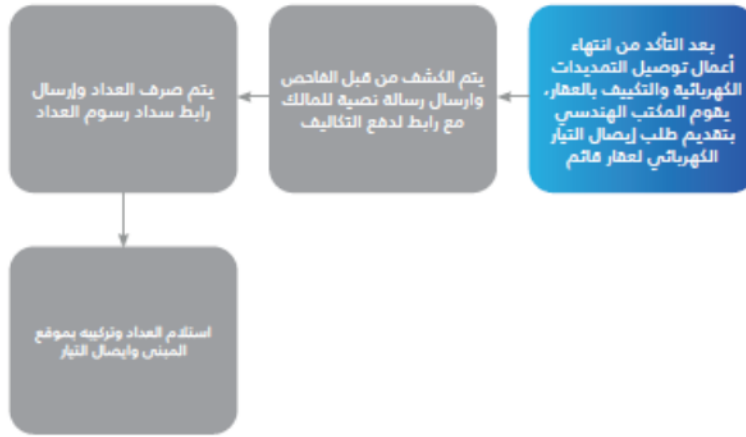 بعد التأكد من انتهاء
أعمال توصيل التمديدات
الكهربائية والتكييف بالعقار،
يقوم المكتب الهندسي
بتقديم طلب إيصال التيار
الكهربائي لعقار قائم
يتم الكشف من قبل الفاحص
وارسال رسالة نصية للمالك
مع رابط لدفع التكاليف
يتم صرف العداد وإرسال
رابط سداد رسوم العداد
استلام العداد وتركيبه بموقع
المبنى وايصال التيار